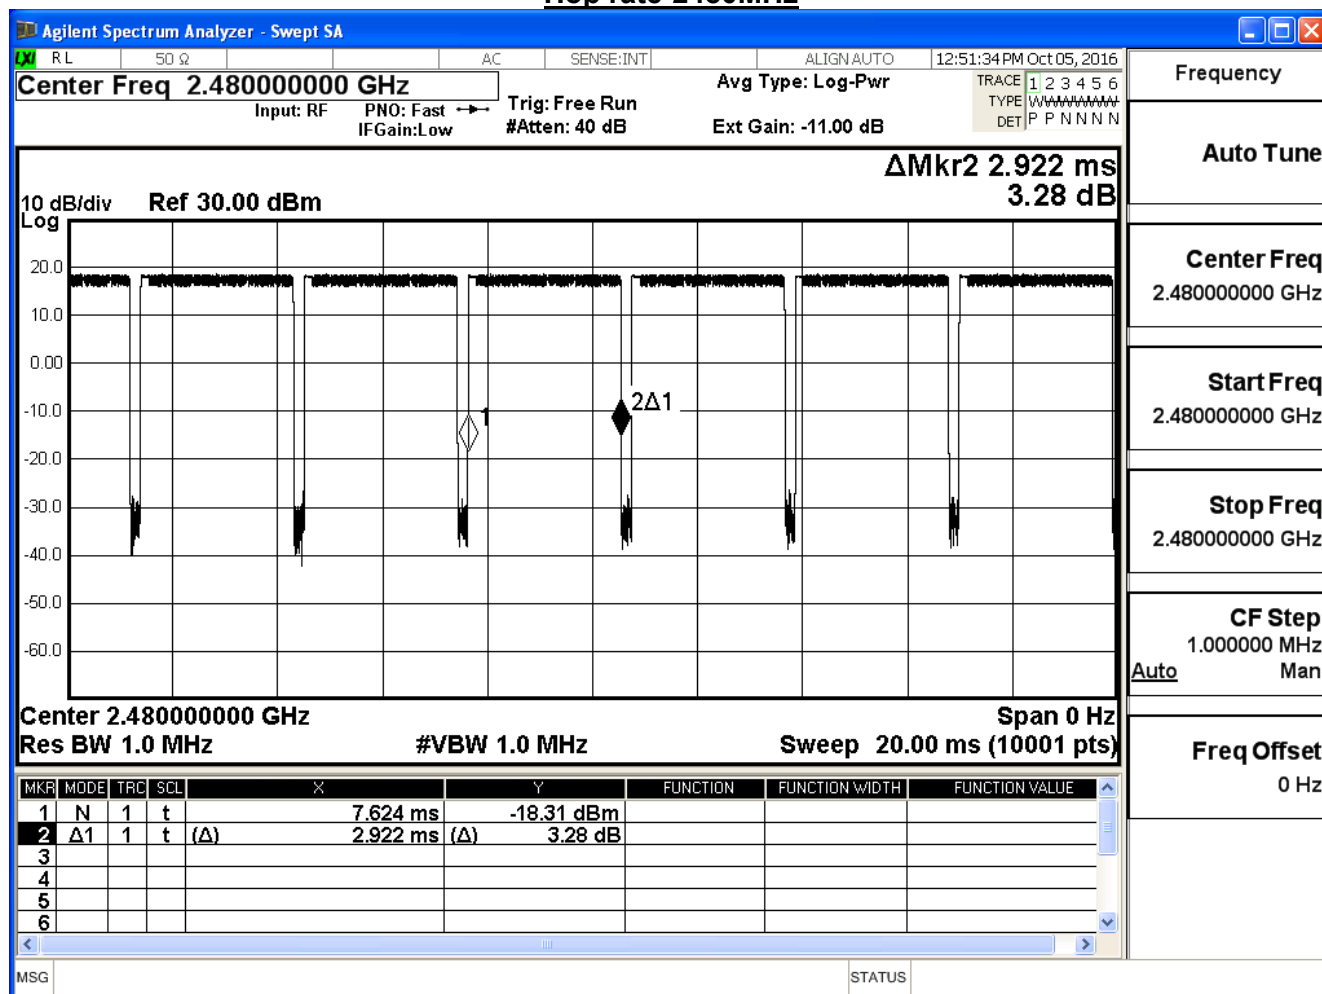 Hop rate 2480MHz
Agilent Spectrum Analyzer - Swept SA
LXI RL 50 Ω AC SENSE:INT ALIGNAUTO 12:51:34 PM Oct 05, 2016
Center Freq 2.480000000 GHz
Input: RF PNO: Fast IFGain:Low
Trig: Free Run
#Atten: 40 dB
Avg Type: Log-Pwr
Ext Gain: -11.00 dB
TRACE 1 2 3 4 5 6
TYPE WWWWWW
DET P P N N N N
ΔMkr2 2.922 ms
3.28 dB
10 dB/div Ref 30.00 dBm
Log
20.0
10.0
0.00
-10.0
-20.0
-30.0
-40.0
-50.0
-60.0
1
2Δ1
Center 2.480000000 GHz Span 0 Hz
Res BW 1.0 MHz #VBW 1.0 MHz Sweep 20.00 ms (10001 pts)
MKR MODE TRC SCL X Y FUNCTION FUNCTION WIDTH FUNCTION VALUE
1 N 1 t 7.624 ms -18.31 dBm
2 Δ1 1 t (Δ) 2.922 ms (Δ) 3.28 dB
3
4
5
6
MSG STATUS
Frequency
Auto Tune
Center Freq
2.480000000 GHz
Start Freq
2.480000000 GHz
Stop Freq
2.480000000 GHz
CF Step
1.000000 MHz
Auto Man
Freq Offset
0 Hz